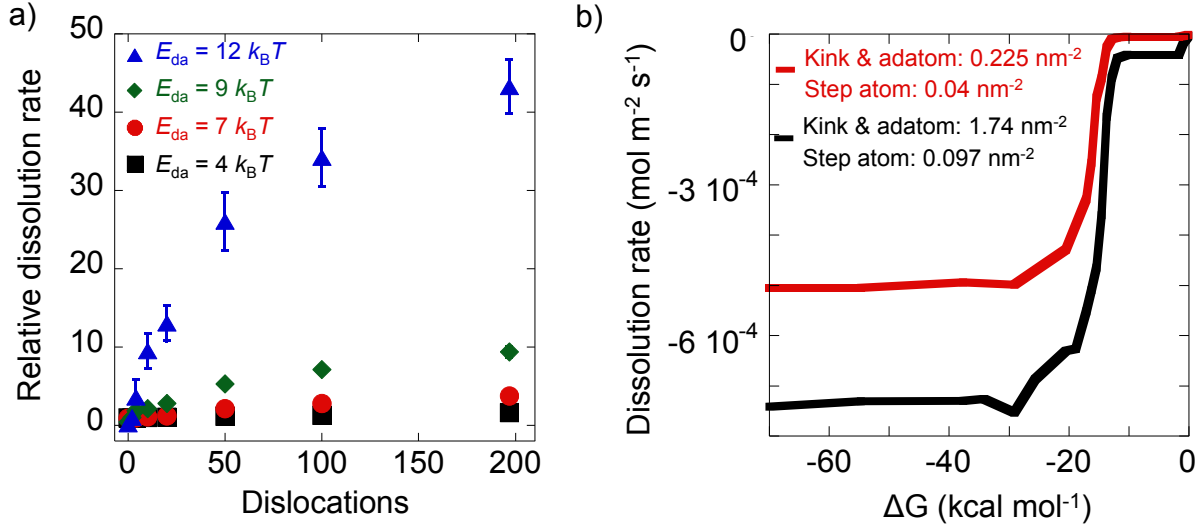 a)
50
40
30
20
10
0
Relative dissolution rate
E_da = 12 k_BT
E_da = 9 k_BT
E_da = 7 k_BT
E_da = 4 k_BT
0
50
100
150
200
Dislocations
b)
0
-3 10⁻⁴
-6 10⁻⁴
Dissolution rate (mol m⁻² s⁻¹)
Kink & adatom: 0.225 nm⁻²
Step atom: 0.04 nm⁻²
Kink & adatom: 1.74 nm⁻²
Step atom: 0.097 nm⁻²
-60
-40
-20
0
ΔG (kcal mol⁻¹)